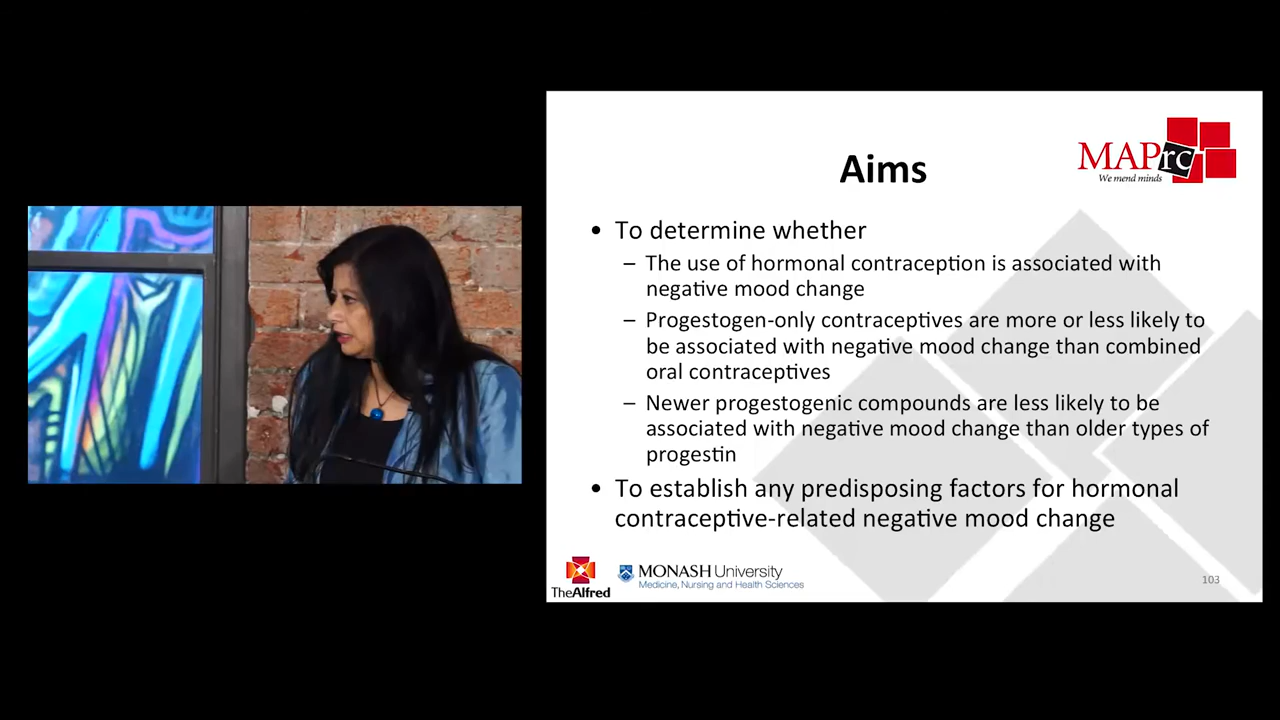 Aims
MAPrc
We mend minds
• To determine whether
– The use of hormonal contraception is associated with
negative mood change
– Progestogen-only contraceptives are more or less likely to
be associated with negative mood change than combined
oral contraceptives
– Newer progestogenic compounds are less likely to be
associated with negative mood change than older types of
progestin
• To establish any predisposing factors for hormonal
contraceptive-related negative mood change
TheAlfred
MONASH University
Medicine, Nursing and Health Sciences
103